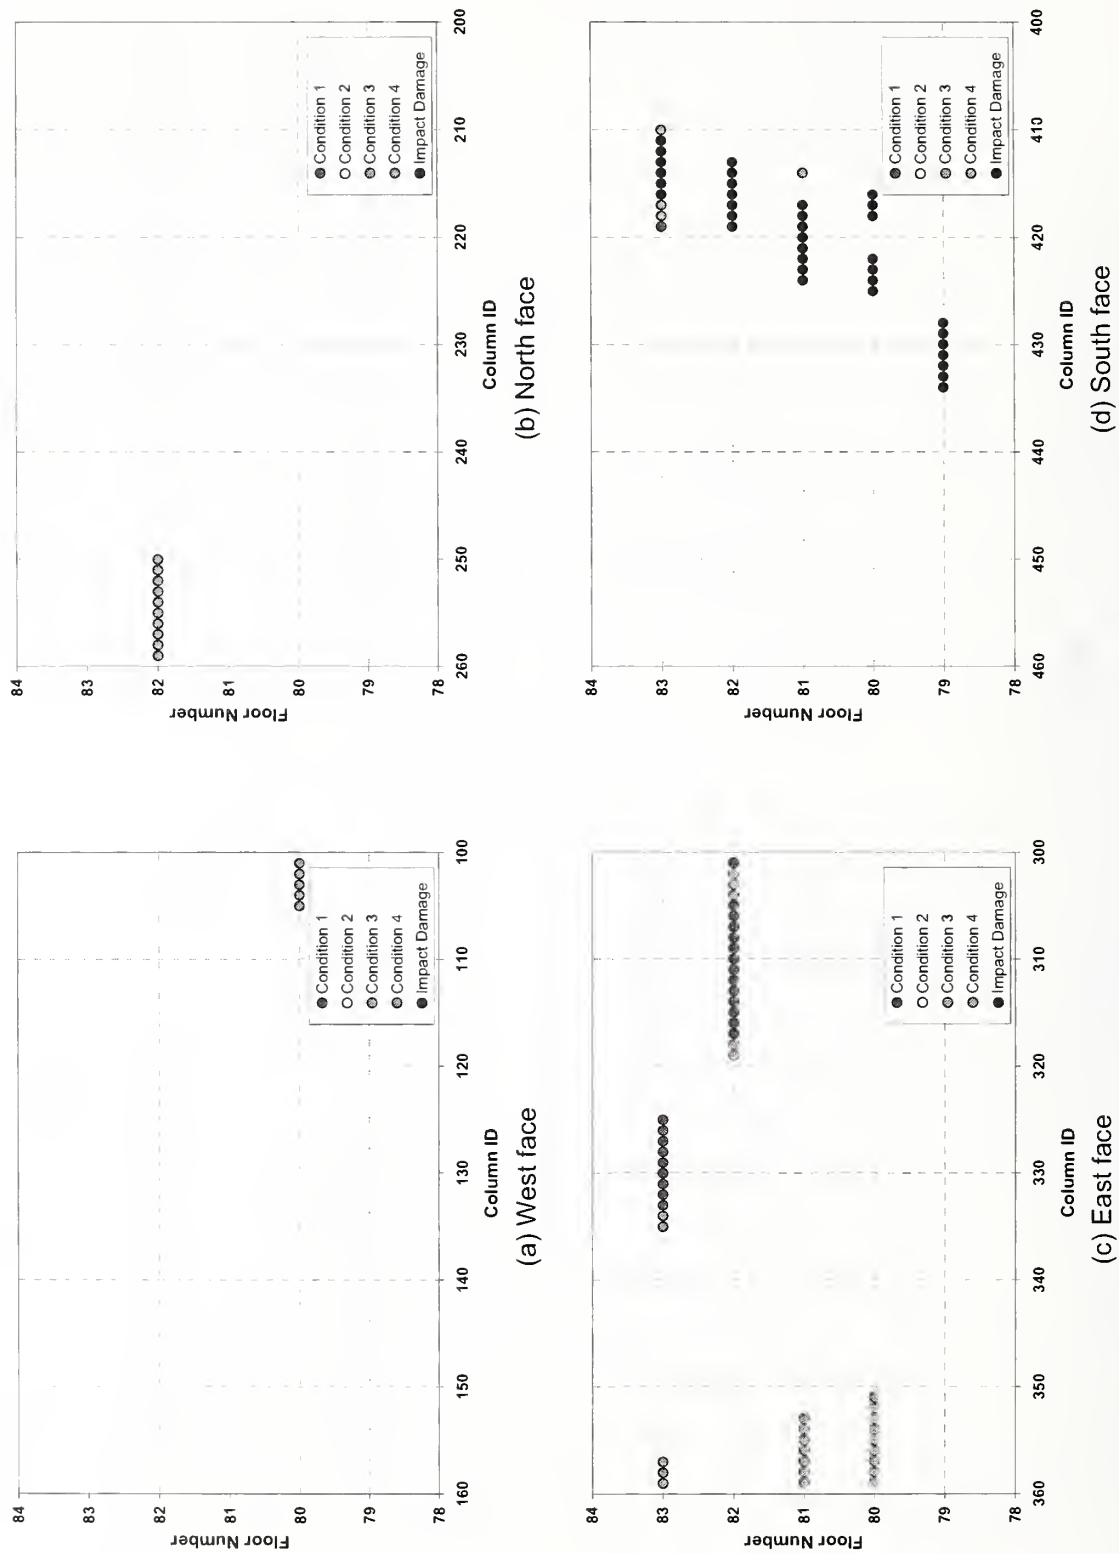 84
83
82
81
80
79
78
Floor Number
160 150 140 130 120 110 100
Column ID
Condition 1
Condition 2
Condition 3
Condition 4
Impact Damage
(a) West face
84
83
82
81
80
79
78
Floor Number
260 250 240 230 220 210 200
Column ID
Condition 1
Condition 2
Condition 3
Condition 4
Impact Damage
(b) North face
84
83
82
81
80
79
78
Floor Number
360 350 340 330 320 310 300
Column ID
Condition 1
Condition 2
Condition 3
Condition 4
Impact Damage
(c) East face
84
83
82
81
80
79
78
Floor Number
460 450 440 430 420 410 400
Column ID
Condition 1
Condition 2
Condition 3
Condition 4
Impact Damage
(d) South face